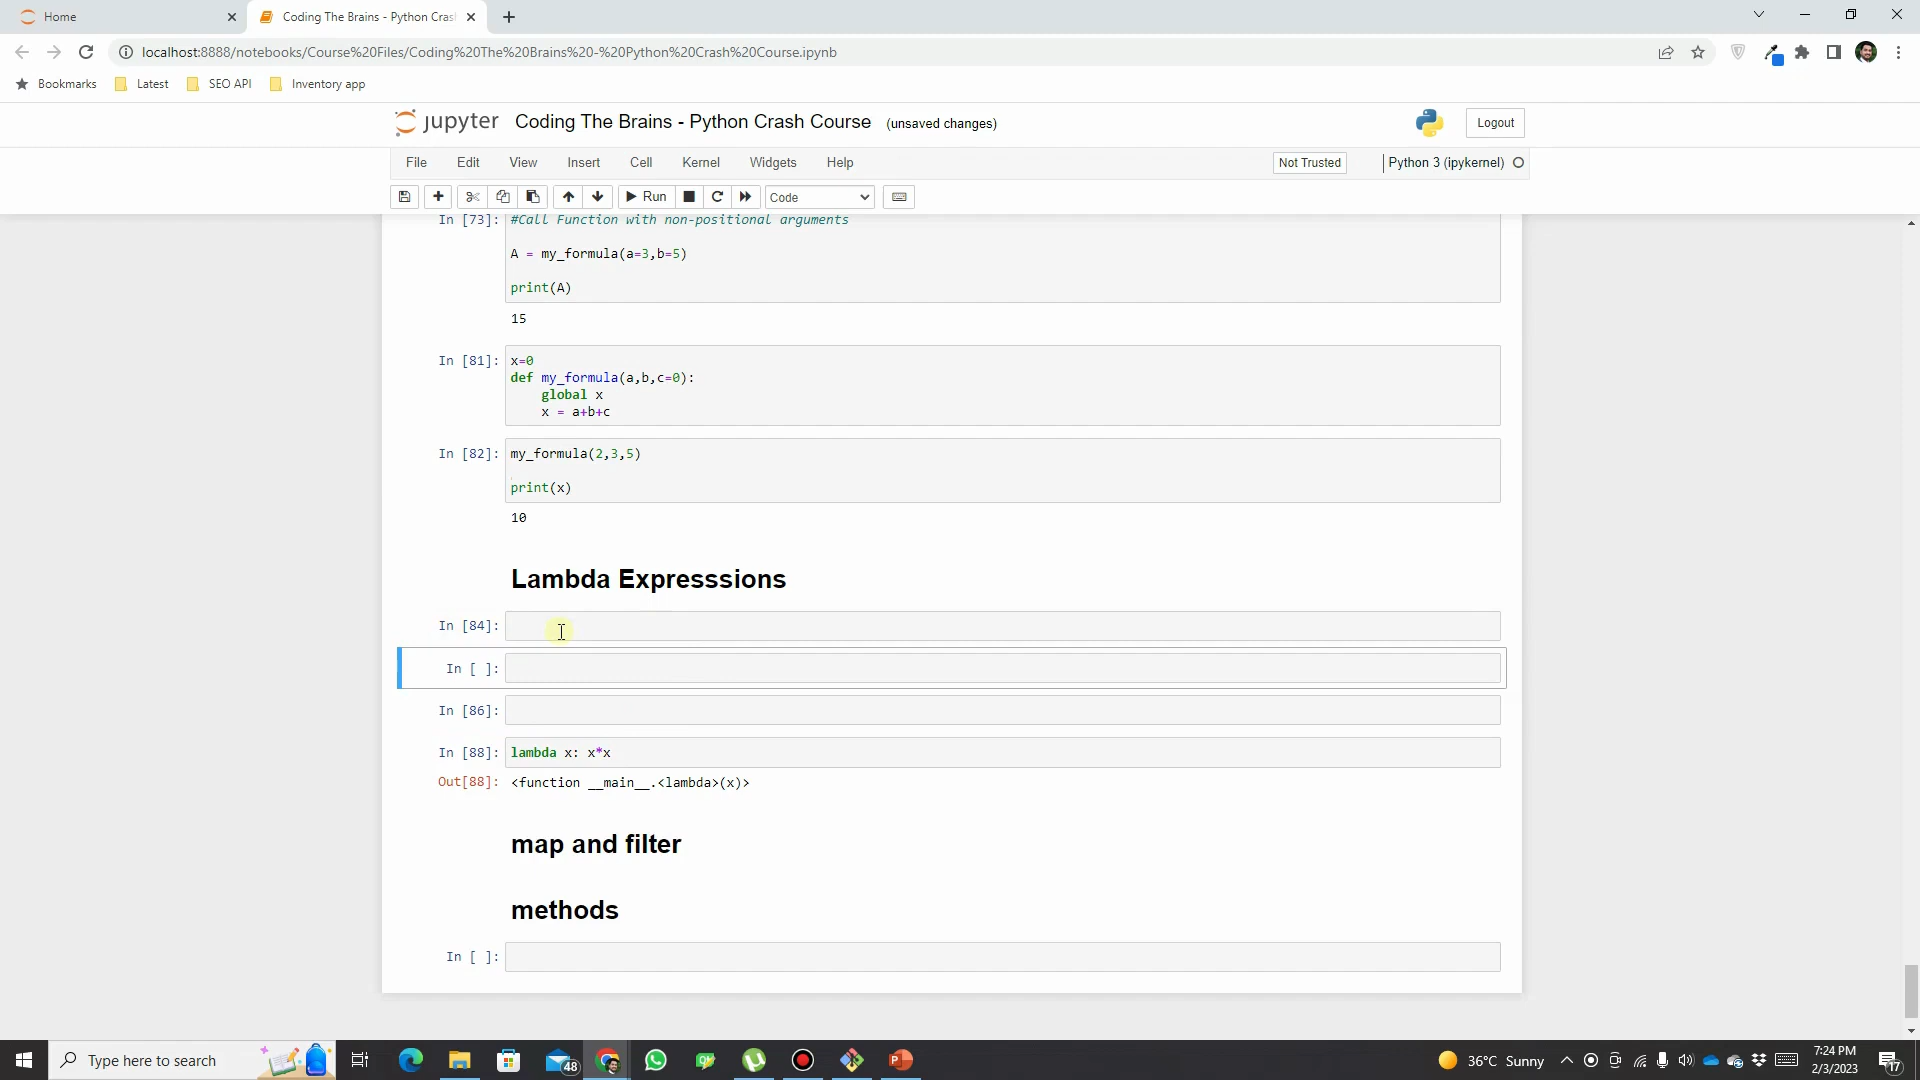 Home
Coding The Brains - Python Cras
localhost:8888/notebooks/Course%20Files/Coding%20The%20Brains%20-%20Python%20Crash%20Course.ipynb
Bookmarks Latest SEO API Inventory app
jupyter Coding The Brains - Python Crash Course (unsaved changes) Logout
File Edit View Insert Cell Kernel Widgets Help Not Trusted Python 3 (ipykernel)
Run Code
In [73]: #Call Function with non-positional arguments
A = my_formula(a=3,b=5)
print(A)
15
In [81]: x=0
def my_formula(a,b,c=0):
global x
x = a+b+c
In [82]: my_formula(2,3,5)
print(x)
10
Lambda Expresssions
In [84]:
In [ ]:
In [86]:
In [88]: lambda x: x*x
Out[88]: <function __main__.<lambda>(x)>
map and filter
methods
In [ ]:
Type here to search 48 36°C Sunny 7:24 PM
2/3/2023 17